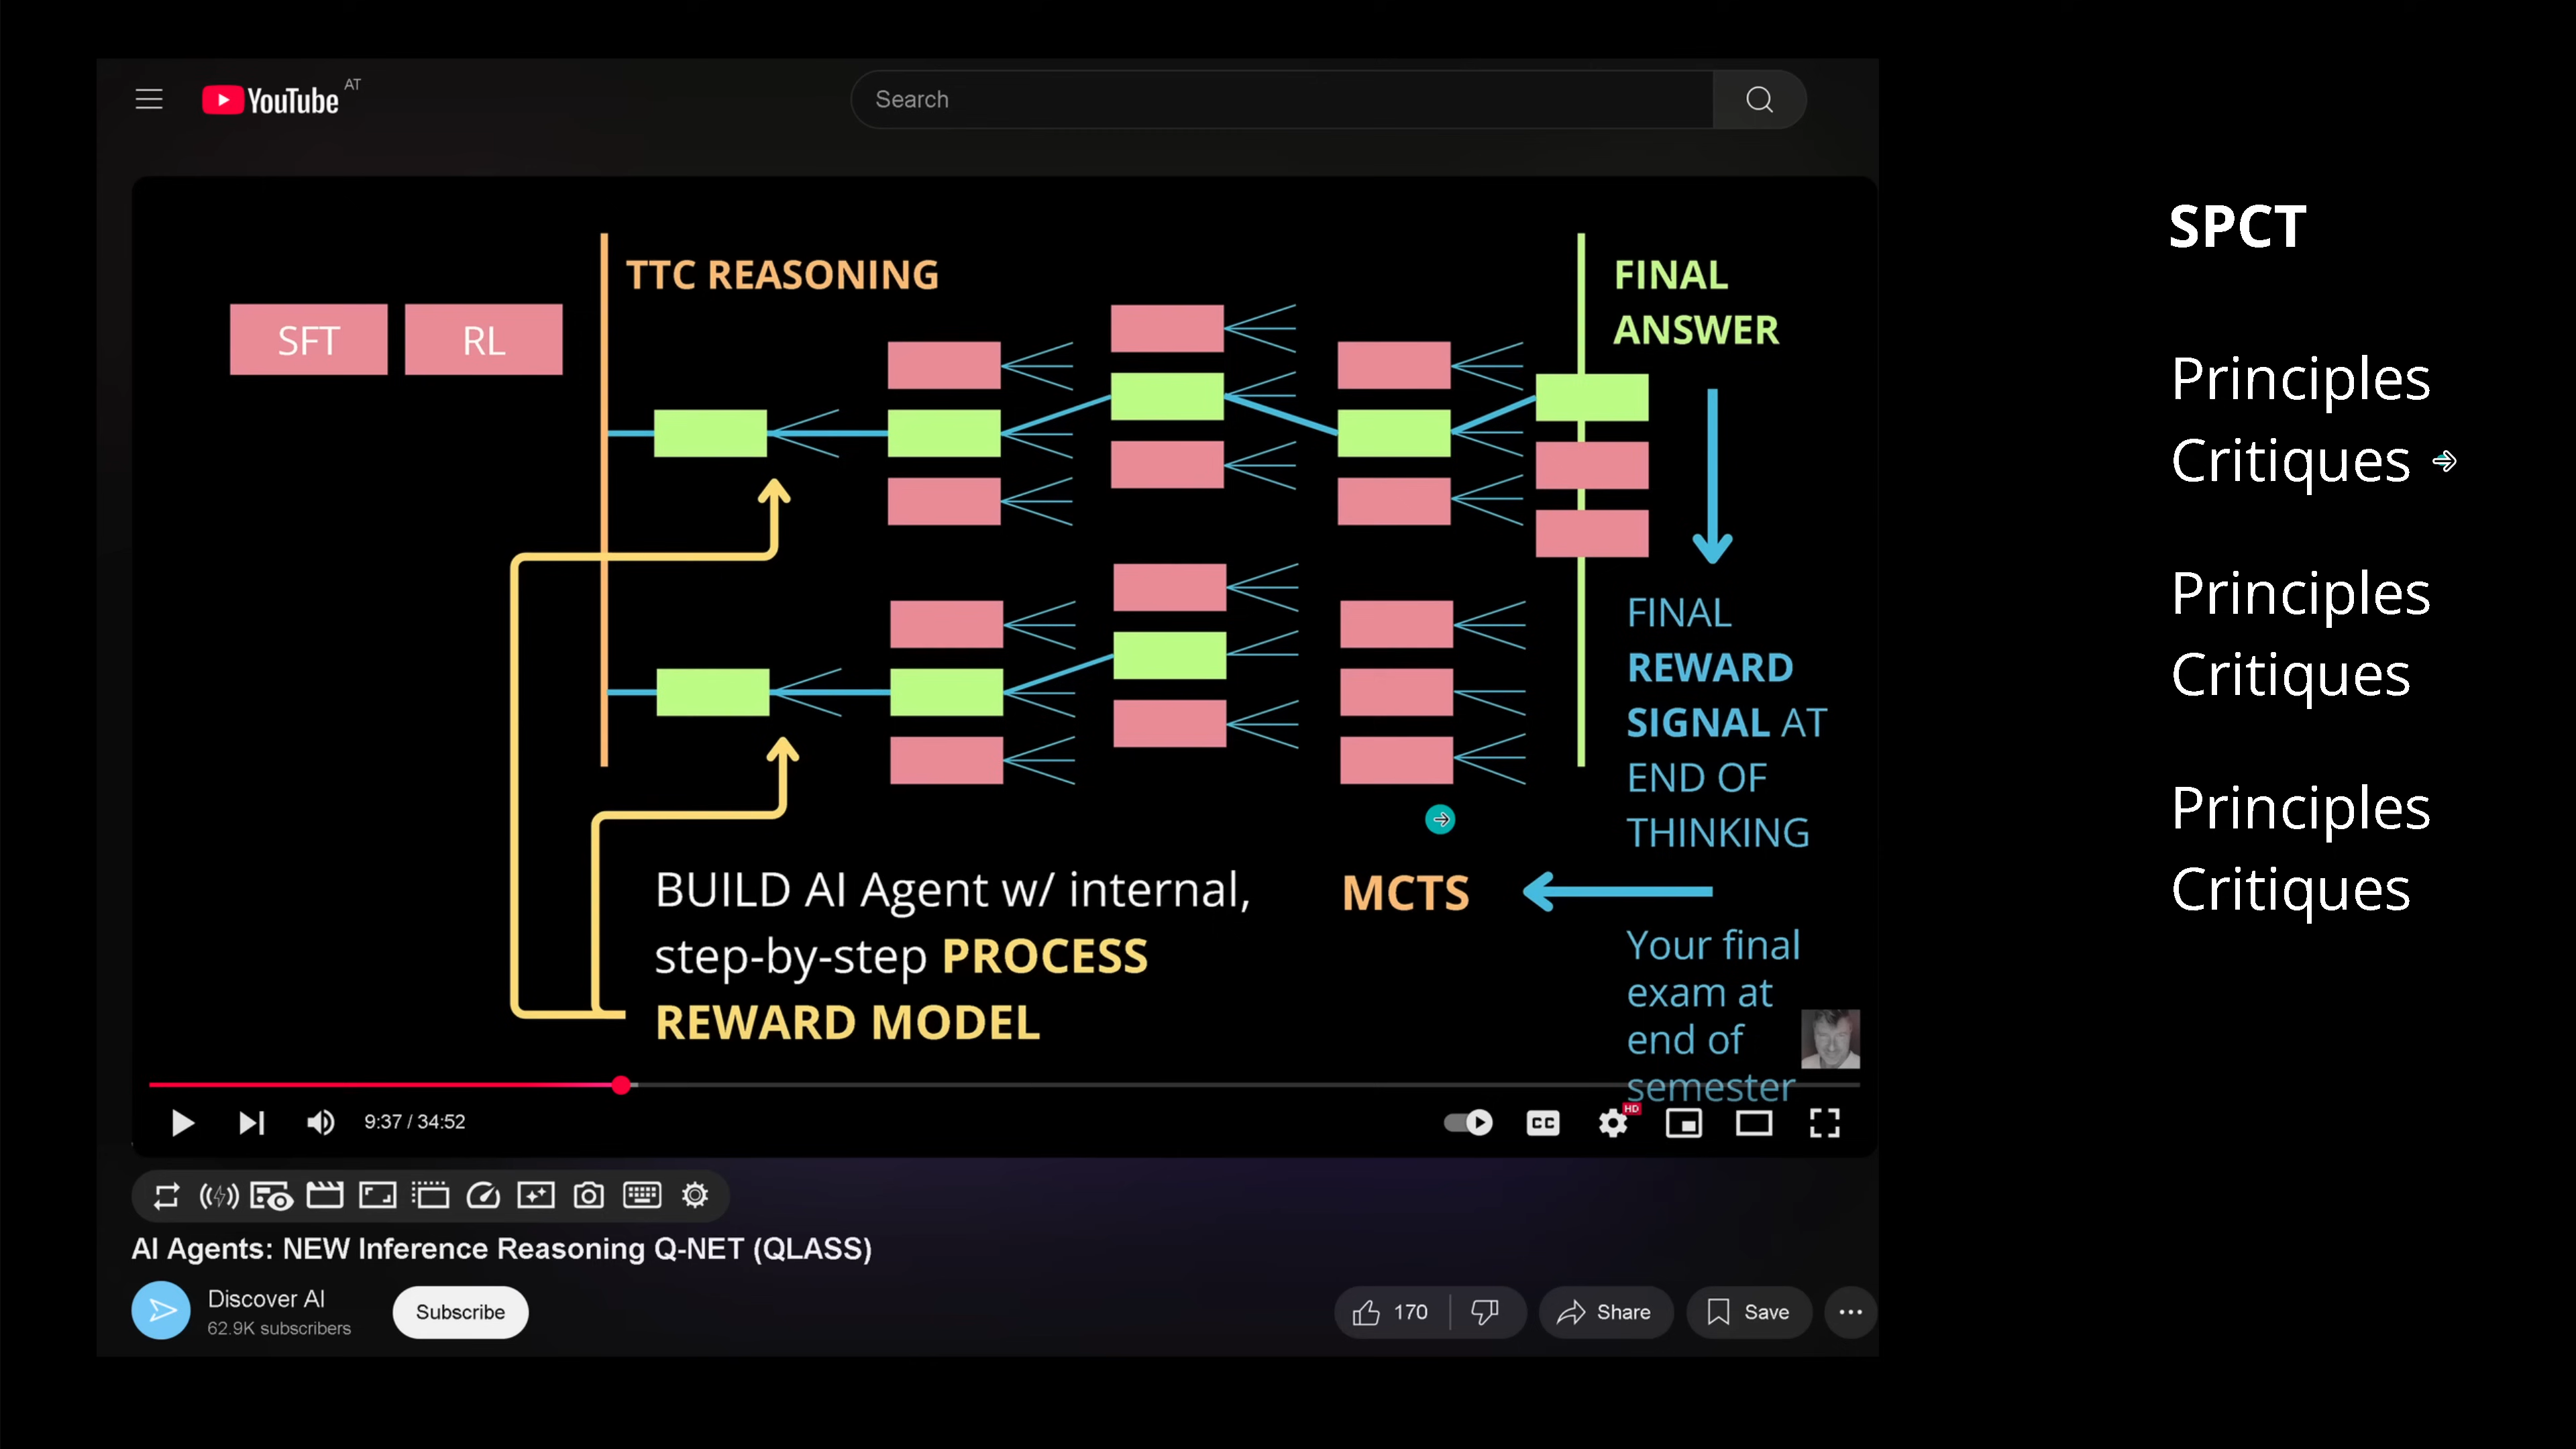 YouTube AT
Search
SFT
RL
TTC REASONING
FINAL
ANSWER
FINAL
REWARD
SIGNAL AT
END OF
THINKING
MCTS
BUILD AI Agent w/ internal,
step-by-step PROCESS
REWARD MODEL
Your final
exam at
end of
semester
9:37 / 34:52
CC
HD
AI Agents: NEW Inference Reasoning Q-NET (QLASS)
Discover AI
62.9K subscribers
Subscribe
170
Share
Save
SPCT
Principles
Critiques
Principles
Critiques
Principles
Critiques